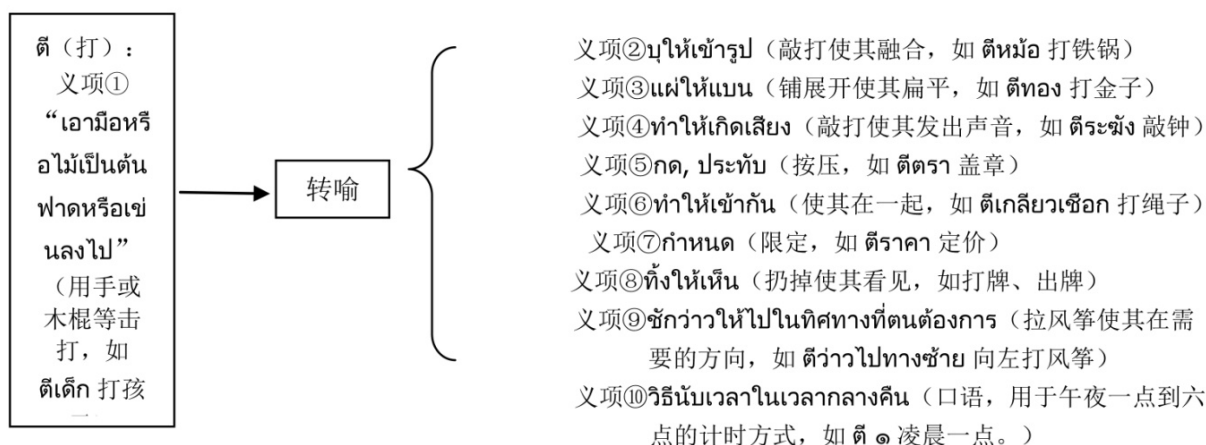 ตี（打）：
义项①
“เอามือหรื
อไม้เป็นต้น
ฟาดหรือเข่
นลงไป”
（用手或
木棍等击
打，如
ตีเด็ก 打孩
转喻
义项②บุให้เข้ารูป（敲打使其融合，如 ตีหม้อ 打铁锅）
义项③แผ่ให้แบน（铺展开使其扁平，如 ตีทอง 打金子）
义项④ทำให้เกิดเสียง（敲打使其发出声音，如 ตีระฆัง 敲钟）
义项⑤กด, ประทับ（按压，如 ตีตรา 盖章）
义项⑥ทำให้เข้ากัน（使其在一起，如 ตีเกลียวเชือก 打绳子）
义项⑦กำหนด（限定，如 ตีราคา 定价）
义项⑧ทิ้งให้เห็น（扔掉使其看见，如打牌、出牌）
义项⑨ชักว่าวให้ไปในทิศทางที่ตนต้องการ（拉风筝使其在需
要的方向，如 ตีว่าวไปทางซ้าย 向左打风筝）
义项⑩วิธีนับเวลาในเวลากลางคืน（口语，用于午夜一点到六
点的计时方式，如 ตี ๑ 凌晨一点。）